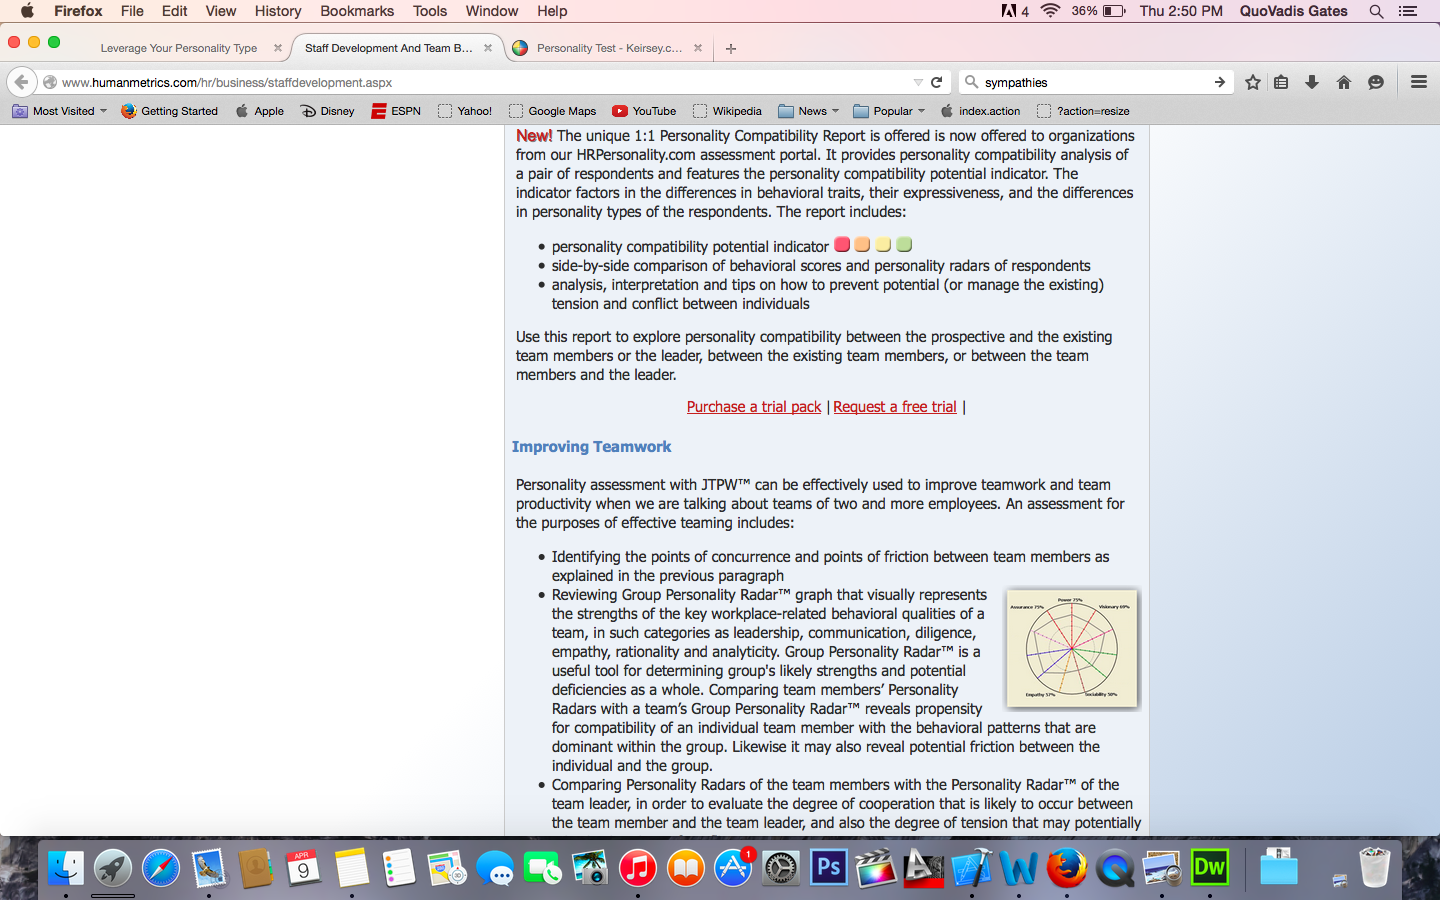 Firefox File Edit View History Bookmarks Tools Window Help 4 36% Thu 2:50 PM QuoVadis Gates
Leverage Your Personality Type Staff Development And Team B... Personality Test - Keirsey.c...
www.humanmetrics.com/hr/business/staffdevelopment.aspx sympathies
Most Visited Getting Started Apple Disney ESPN Yahoo! Google Maps YouTube Wikipedia News Popular index.action ?action=resize
New! The unique 1:1 Personality Compatibility Report is offered is now offered to organizations
from our HRPersonality.com assessment portal. It provides personality compatibility analysis of
a pair of respondents and features the personality compatibility potential indicator. The
indicator factors in the differences in behavioral traits, their expressiveness, and the differences
in personality types of the respondents. The report includes:
• personality compatibility potential indicator
• side-by-side comparison of behavioral scores and personality radars of respondents
• analysis, interpretation and tips on how to prevent potential (or manage the existing)
tension and conflict between individuals
Use this report to explore personality compatibility between the prospective and the existing
team members or the leader, between the existing team members, or between the team
members and the leader.
Purchase a trial pack | Request a free trial |
Improving Teamwork
Personality assessment with JTPW™ can be effectively used to improve teamwork and team
productivity when we are talking about teams of two and more employees. An assessment for
the purposes of effective teaming includes:
• Identifying the points of concurrence and points of friction between team members as
explained in the previous paragraph
• Reviewing Group Personality Radar™ graph that visually represents
the strengths of the key workplace-related behavioral qualities of a
team, in such categories as leadership, communication, diligence,
empathy, rationality and analyticity. Group Personality Radar™ is a
useful tool for determining group's likely strengths and potential
deficiencies as a whole. Comparing team members' Personality
Radars with a team's Group Personality Radar™ reveals propensity
for compatibility of an individual team member with the behavioral patterns that are
dominant within the group. Likewise it may also reveal potential friction between the
individual and the group.
Power 75%
Assurance 75% Visionary 69%
Empathy 57% Sociability 50%
• Comparing Personality Radars of the team members with the Personality Radar™ of the
team leader, in order to evaluate the degree of cooperation that is likely to occur between
the team member and the team leader, and also the degree of tension that may potentially
APR
9
1
Ps
Dw